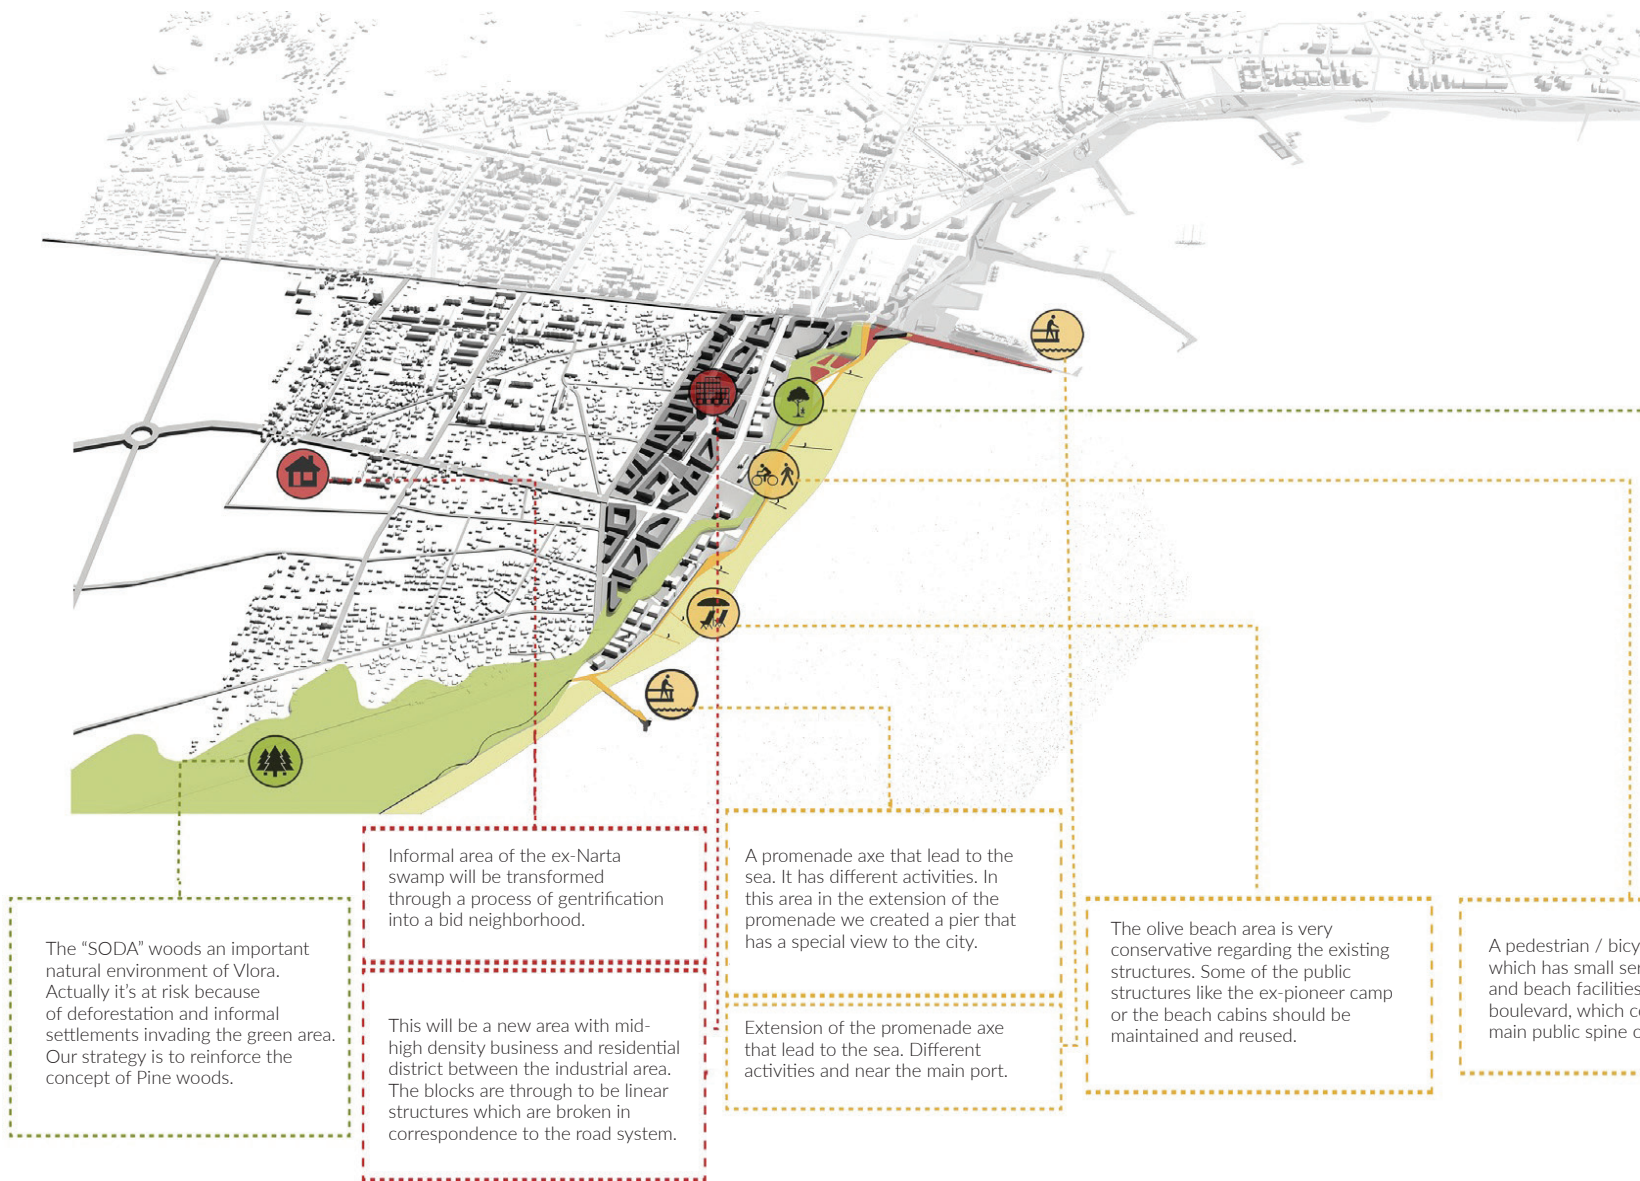 The “SODA” woods an important
natural environment of Vlora.
Actually it’s at risk because
of deforestation and informal
settlements invading the green area.
Our strategy is to reinforce the
concept of Pine woods.
Informal area of the ex-Narta
swamp will be transformed
through a process of gentrification
into a bid neighborhood.
This will be a new area with mid-
high density business and residential
district between the industrial area.
The blocks are through to be linear
structures which are broken in
correspondence to the road system.
A promenade axe that lead to the
sea. It has different activities. In
this area in the extension of the
promenade we created a pier that
has a special view to the city.
Extension of the promenade axe
that lead to the sea. Different
activities and near the main port.
The olive beach area is very
conservative regarding the existing
structures. Some of the public
structures like the ex-pioneer camp
or the beach cabins should be
maintained and reused.
A pedestrian / bicy
which has small ser
and beach facilities
boulevard, which c
main public spine o